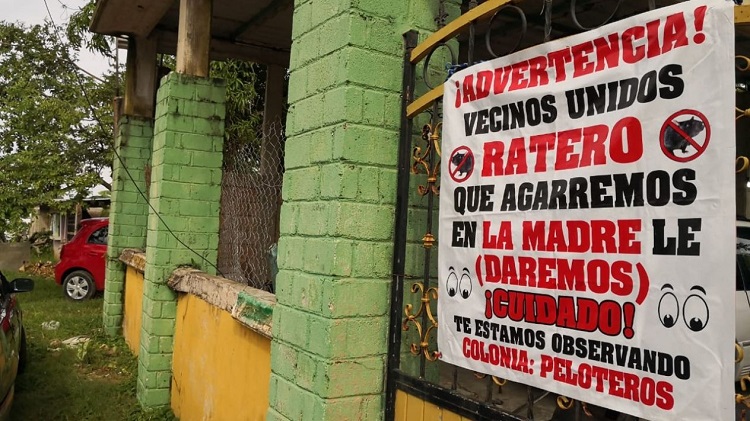 ¡ADVERTENCIA!
VECINOS UNIDOS
RATERO
QUE AGARREMOS
EN LA MADRE LE
(DAREMOS)
¡CUIDADO!
TE ESTAMOS OBSERVANDO
COLONIA: PELOTEROS